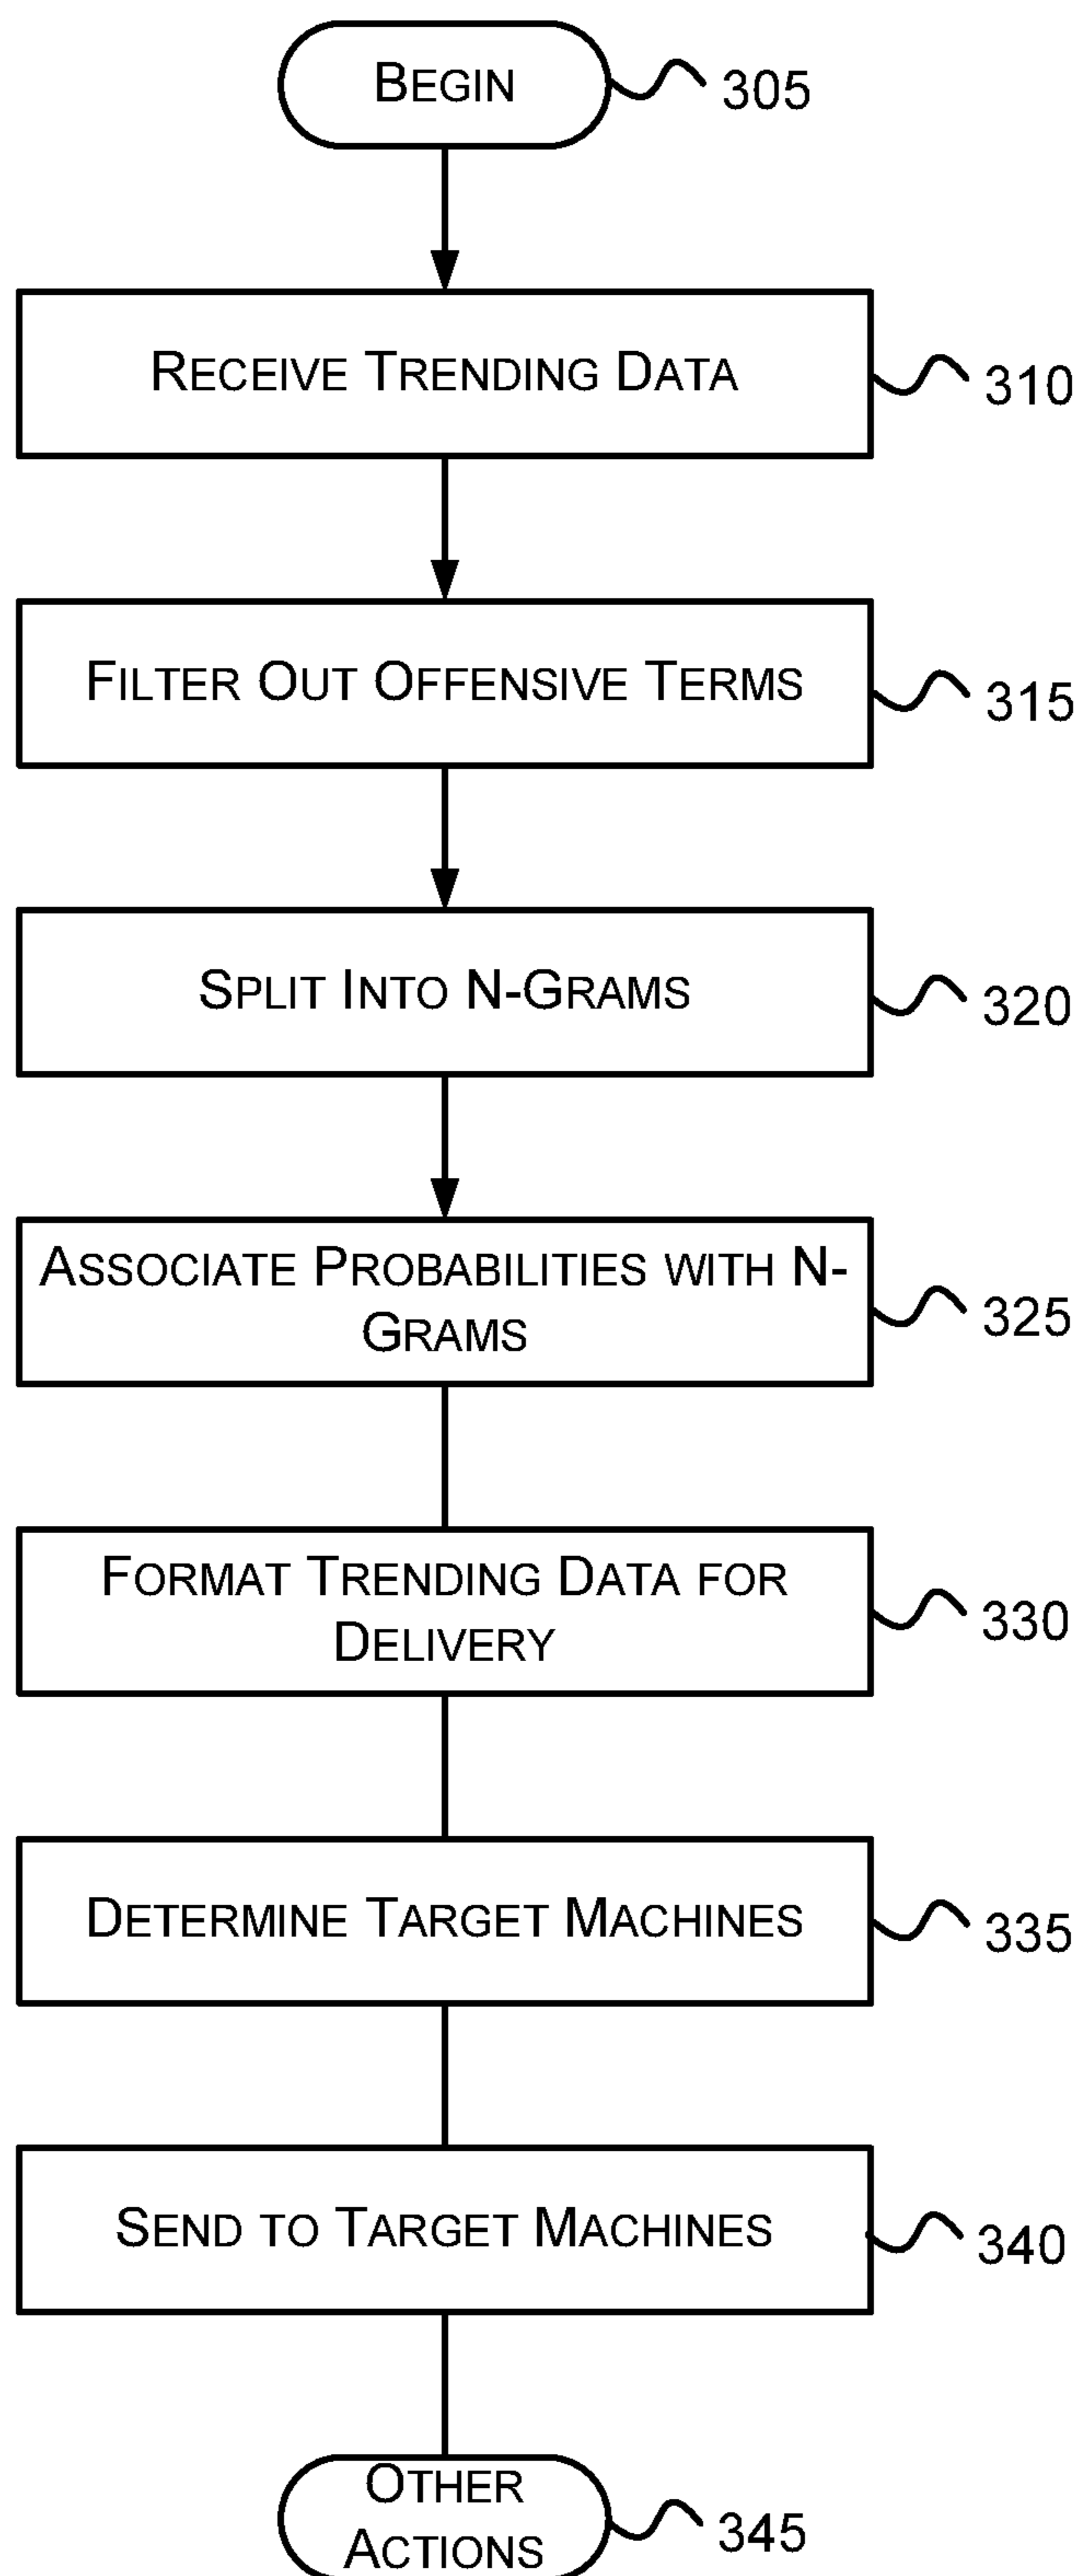 BEGIN
305
RECEIVE TRENDING DATA
310
FILTER OUT OFFENSIVE TERMS
315
SPLIT INTO N-GRAMS
320
ASSOCIATE PROBABILITIES WITH N-
GRAMS
325
FORMAT TRENDING DATA FOR
DELIVERY
330
DETERMINE TARGET MACHINES
335
SEND TO TARGET MACHINES
340
OTHER
ACTIONS
345